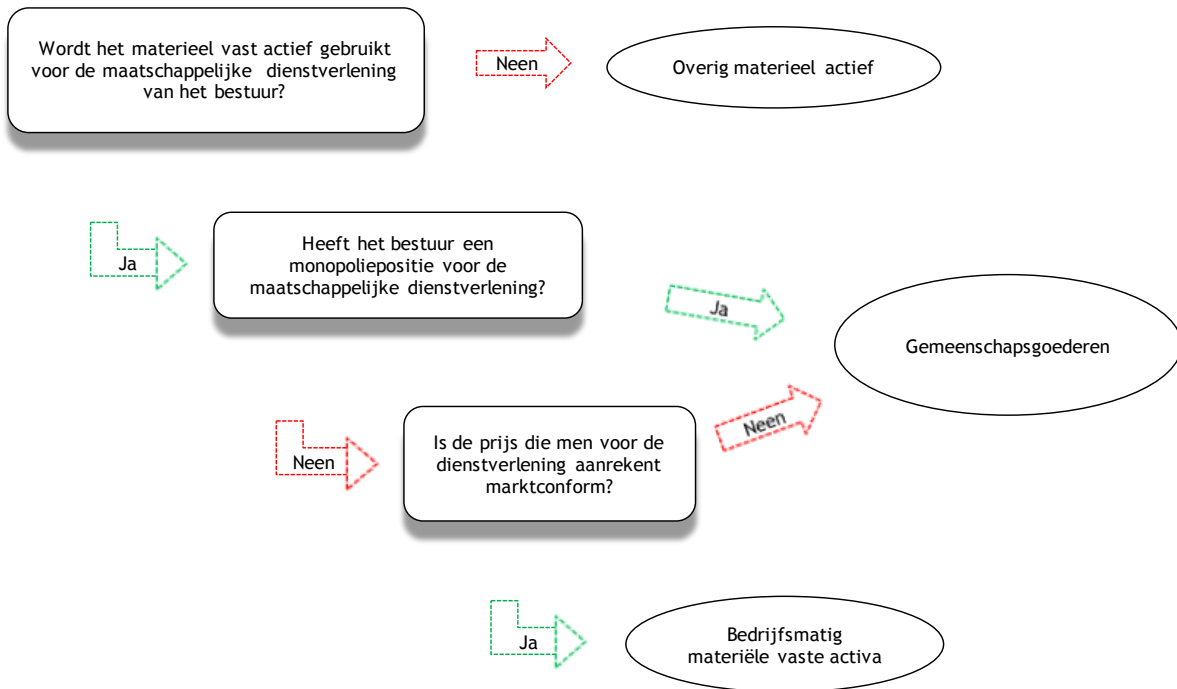 Wordt het materieel vast actief gebruikt
voor de maatschappelijke dienstverlening
van het bestuur?
Neen
Overig materieel actief
Ja
Heeft het bestuur een
monopoliepositie voor de
maatschappelijke dienstverlening?
Ja
Gemeenschapsgoederen
Neen
Is de prijs die men voor de
dienstverlening aanrekent
marktconform?
Neen
Ja
Bedrijfsmatig
materiële vaste activa